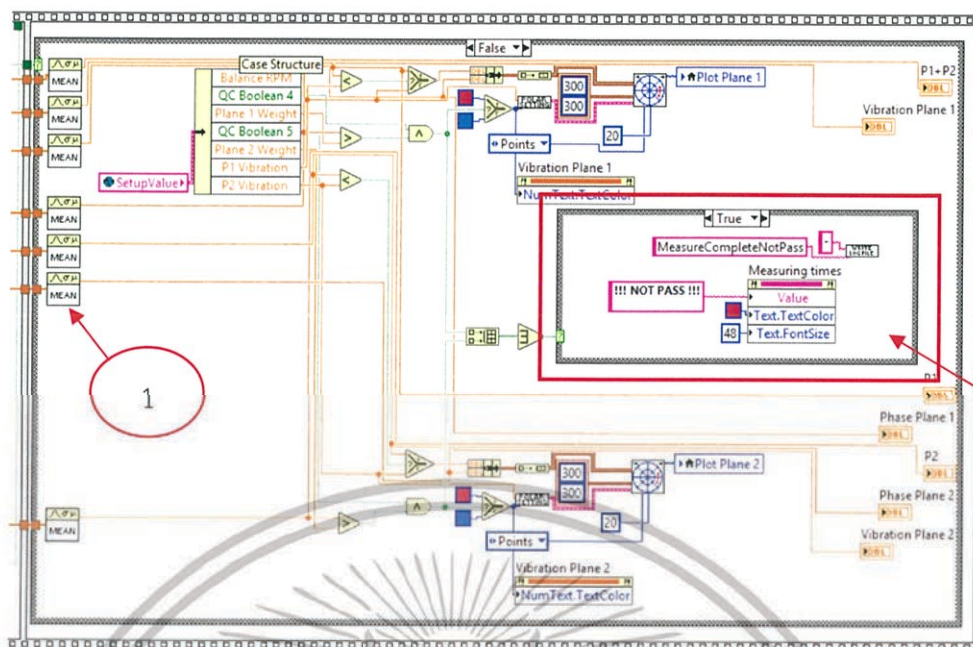 False
Case Structure
MEAN
MEAN
MEAN
MEAN
MEAN
MEAN
MEAN
Balance RPM
QC Boolean 4
Plane 1 Weight
QC Boolean 5
Plane 2 Weight
P1 Vibration
P2 Vibration
SetupValue
300
300
Plot Plane 1
20
Points
Vibration Plane 1
NumText.TextColor
P1+P2
DBL
Vibration Plane 1
DBL
True
MeasureCompleteNotPass
Measuring times
!!! NOT PASS !!!
Value
Text.TextColor
48
Text.FontSize
1
DBL
Phase Plane 1
DBL
P2
DBL
Phase Plane 2
DBL
Vibration Plane 2
DBL
300
300
Plot Plane 2
20
Points
Vibration Plane 2
NumText.TextColor